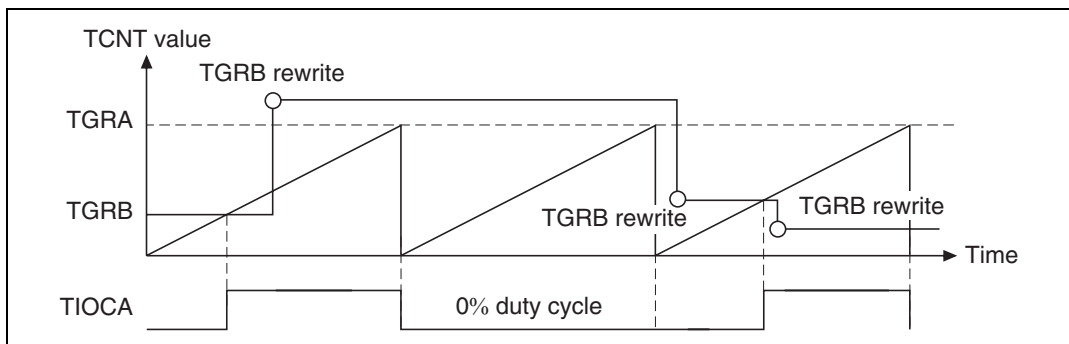 TCNT value
TGRB rewrite
TGRA
TGRB
TGRB rewrite
TGRB rewrite
Time
TIOCA
0% duty cycle